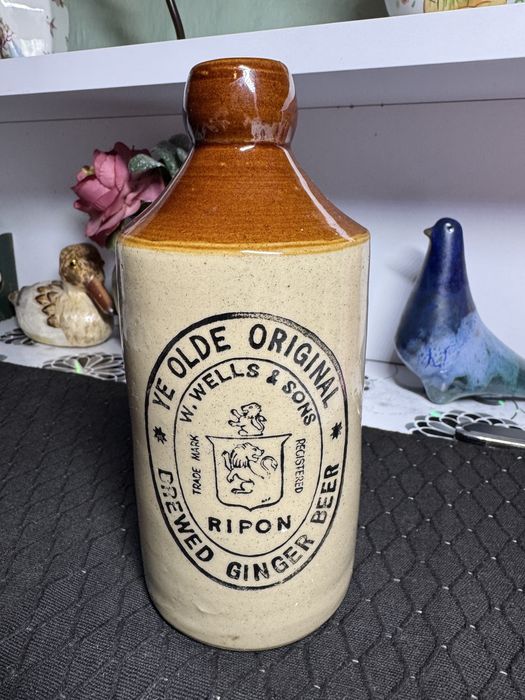 YE OLDE ORIGINAL
W. WELLS & SONS
TRADE MARK
REGISTERED
RIPON
BREWED GINGER BEER